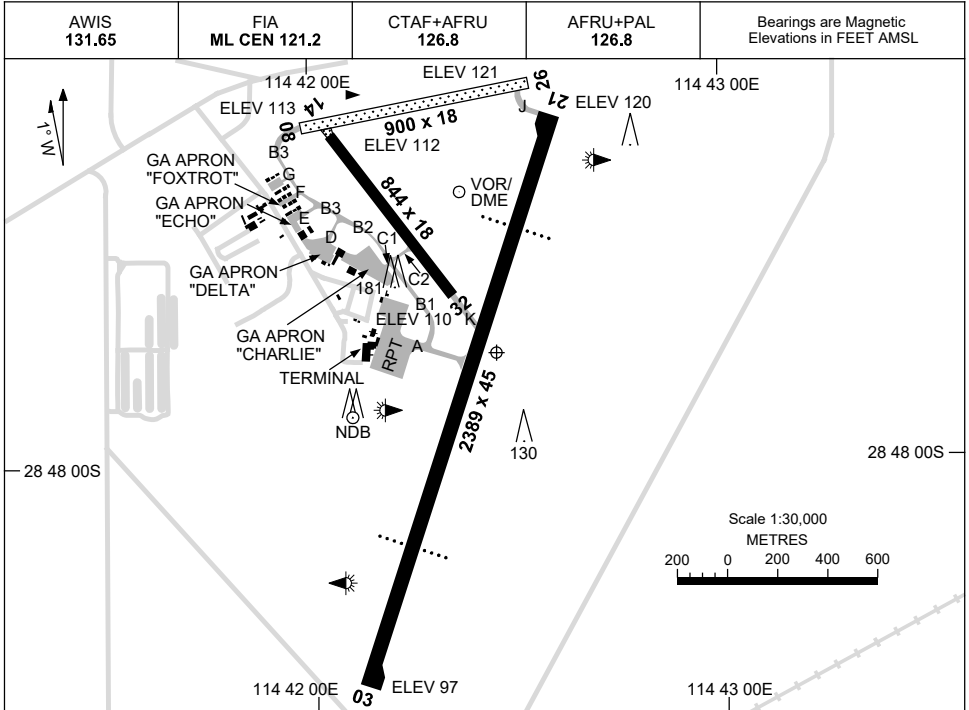 AWIS
131.65
FIA
ML CEN 121.2
CTAF+AFRU
126.8
AFRU+PAL
126.8
Bearings are Magnetic
Elevations in FEET AMSL
114 42 00E
ELEV 121
26
114 43 00E
1° W
ELEV 113
14
08
900 x 18
J
21
ELEV 120
ELEV 112
B3
GA APRON
"FOXTROT"
G
F
844 x 18
VOR/
DME
GA APRON
"ECHO"
E
B3
B2
D
C1
GA APRON
"DELTA"
181
C2
B1
32
K
ELEV 110
GA APRON
"CHARLIE"
A
RPT
TERMINAL
2389 x 45
NDB
130
28 48 00S
28 48 00S
Scale 1:30,000
METRES
200 0 200 400 600
114 42 00E
ELEV 97
03
114 43 00E